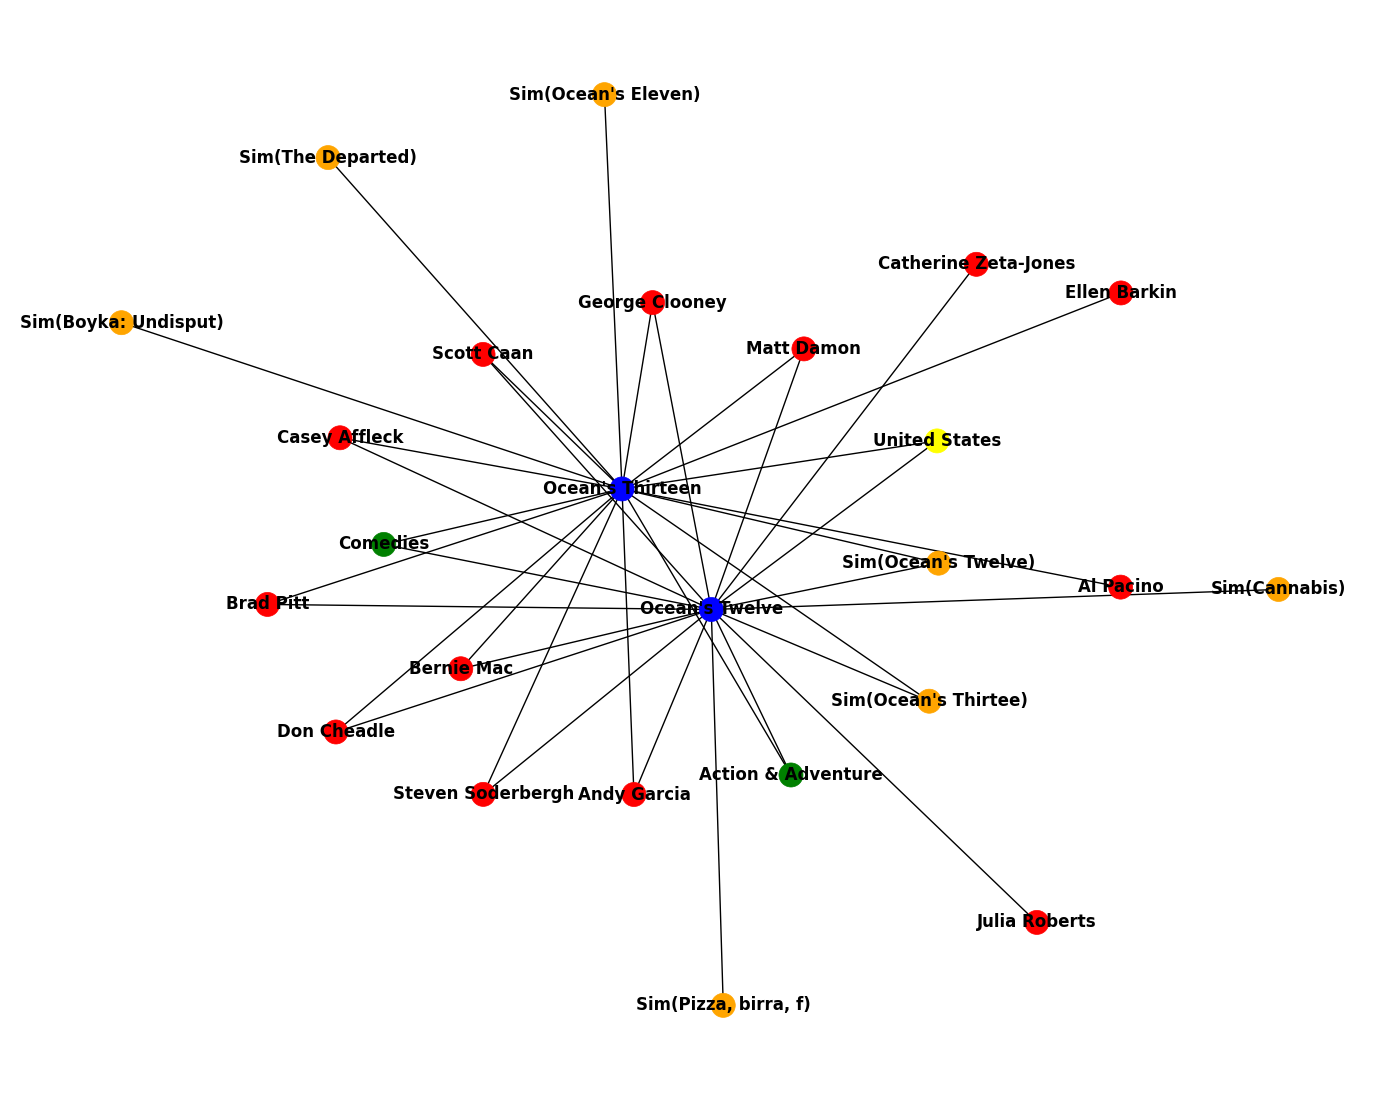 Sim(Ocean's Eleven)
Sim(The Departed)
Catherine Zeta-Jones
Ellen Barkin
George Clooney
Sim(Boyka: Undisput)
Matt Damon
Scott Caan
Casey Affleck
United States
Ocean's Thirteen
Comedies
Sim(Ocean's Twelve)
Al Pacino
Sim(Cannabis)
Brad Pitt
Ocean's Twelve
Bernie Mac
Sim(Ocean's Thirtee)
Don Cheadle
Action & Adventure
Steven Soderbergh
Andy Garcia
Julia Roberts
Sim(Pizza, birra, f)